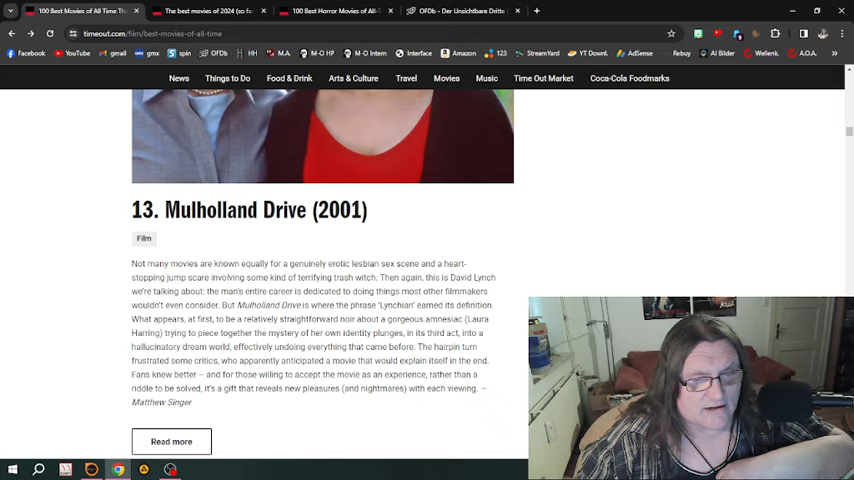 100 Best Movies of All Time Th
The best movies of 2024 (so fa
100 Best Horror Movies of All-T
OFDb - Der Unsichtbare Dritte
timeout.com/film/best-movies-of-all-time
Facebook YouTube gmail gmx spin OFDb HH M.A. M-O HP M-O Intern Interface Amazon 123 StreamYard YT Downl. AdSense Rebuy AI Bilder Wellenk. A.O.A.
News Things to Do Food & Drink Arts & Culture Travel Movies Music Time Out Market Coca-Cola Foodmarks
13. Mulholland Drive (2001)
Film
Not many movies are known equally for a genuinely erotic lesbian sex scene and a heart-
stopping jump scare involving some kind of terrifying trash witch. Then again, this is David Lynch
we're talking about: the man's entire career is dedicated to doing things most other filmmakers
wouldn't even consider. But Mulholland Drive is where the phrase 'Lynchian' earned its definition.
What appears, at first, to be a relatively straightforward noir about a gorgeous amnesiac (Laura
Harring) trying to piece together the mystery of her own identity plunges, in its third act, into a
hallucinatory dream world, effectively undoing everything that came before. The hairpin turn
frustrated some critics, who apparently anticipated a movie that would explain itself in the end.
Fans knew better – and for those willing to accept the movie as an experience, rather than a
riddle to be solved, it's a gift that reveals new pleasures (and nightmares) with each viewing. —
Matthew Singer
Read more